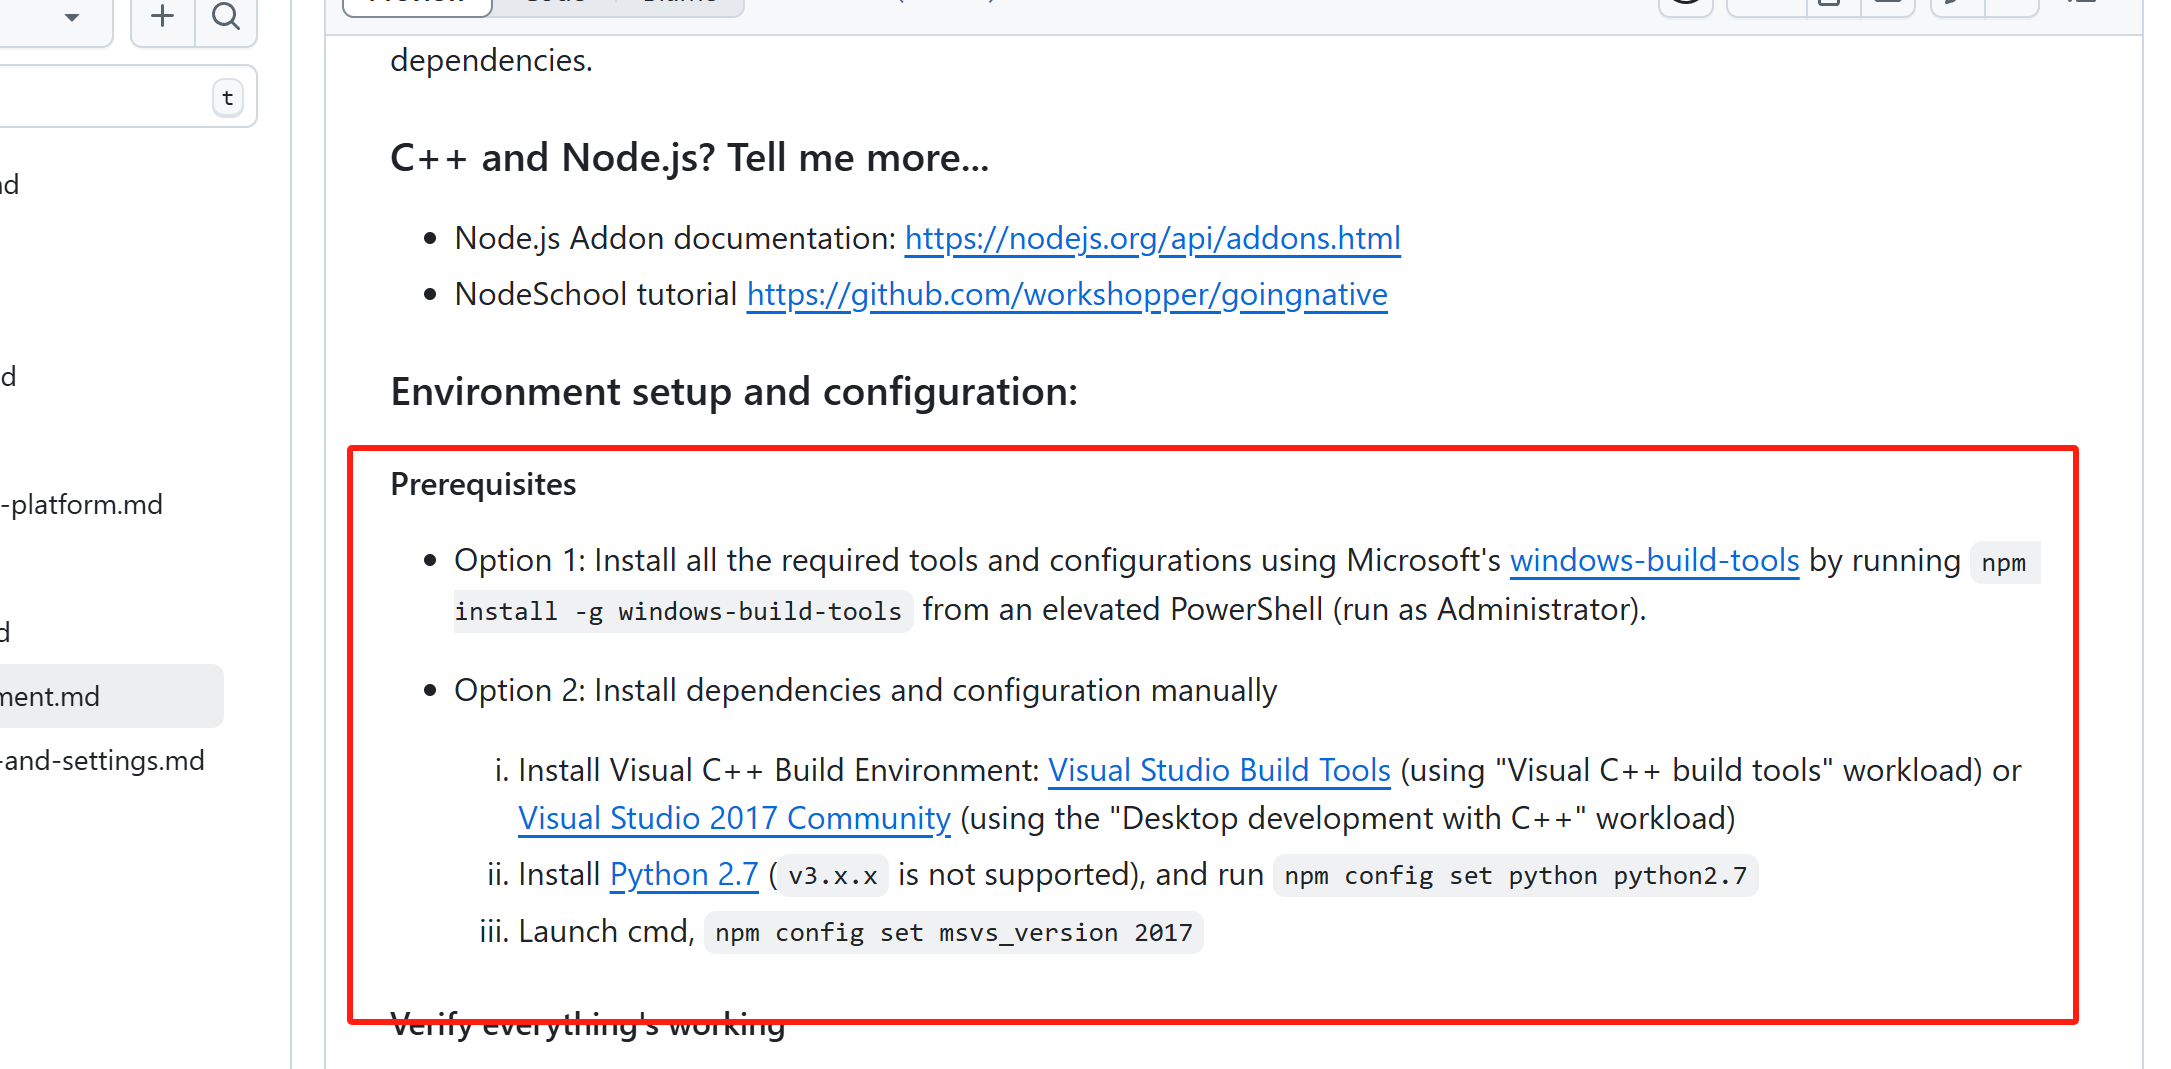 dependencies.
t
C++ and Node.js? Tell me more...
Node.js Addon documentation: https://nodejs.org/api/addons.html
NodeSchool tutorial https://github.com/workshopper/goingnative
d
Environment setup and configuration:
Prerequisites
-platform.md
Option 1: Install all the required tools and configurations using Microsoft's windows-build-tools by running npm
install -g windows-build-tools from an elevated PowerShell (run as Administrator).
ment.md
Option 2: Install dependencies and configuration manually
-and-settings.md
i. Install Visual C++ Build Environment: Visual Studio Build Tools (using "Visual C++ build tools" workload) or
Visual Studio 2017 Community (using the "Desktop development with C++" workload)
ii. Install Python 2.7 ( v3.x.x is not supported), and run npm config set python python2.7
iii. Launch cmd, npm config set msvs_version 2017
Verify everything's working